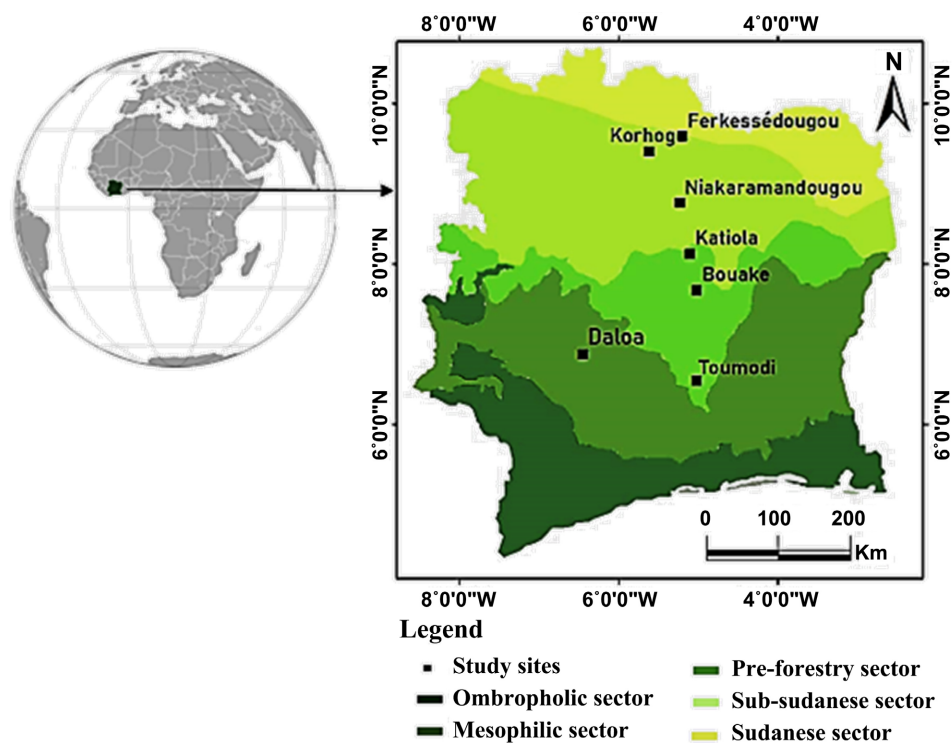 8°0'0"W 6°0'0"W 4°0'0"W
10°0'0"N
10°0'0"N
N
Ferkessédougou
Korhog
Niakaramandougou
Katiola
8°0'0"N
8°0'0"N
Bouake
Daloa
Toumodi
6°0'0"N
6°0'0"N
0 100 200
Km
8°0'0"W 6°0'0"W 4°0'0"W
Legend
Study sites
Ombropholic sector
Mesophilic sector
Pre-forestry sector
Sub-sudanese sector
Sudanese sector